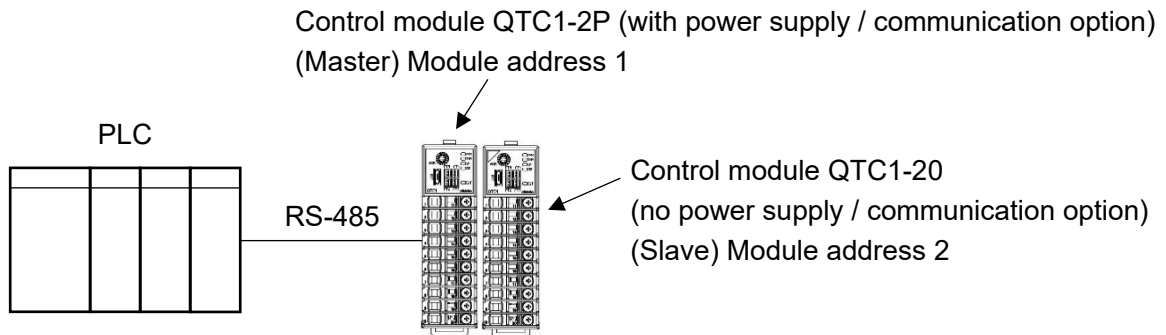 Control module QTC1-2P (with power supply / communication option)
(Master) Module address 1
PLC
RS-485
Control module QTC1-20
(no power supply / communication option)
(Slave) Module address 2